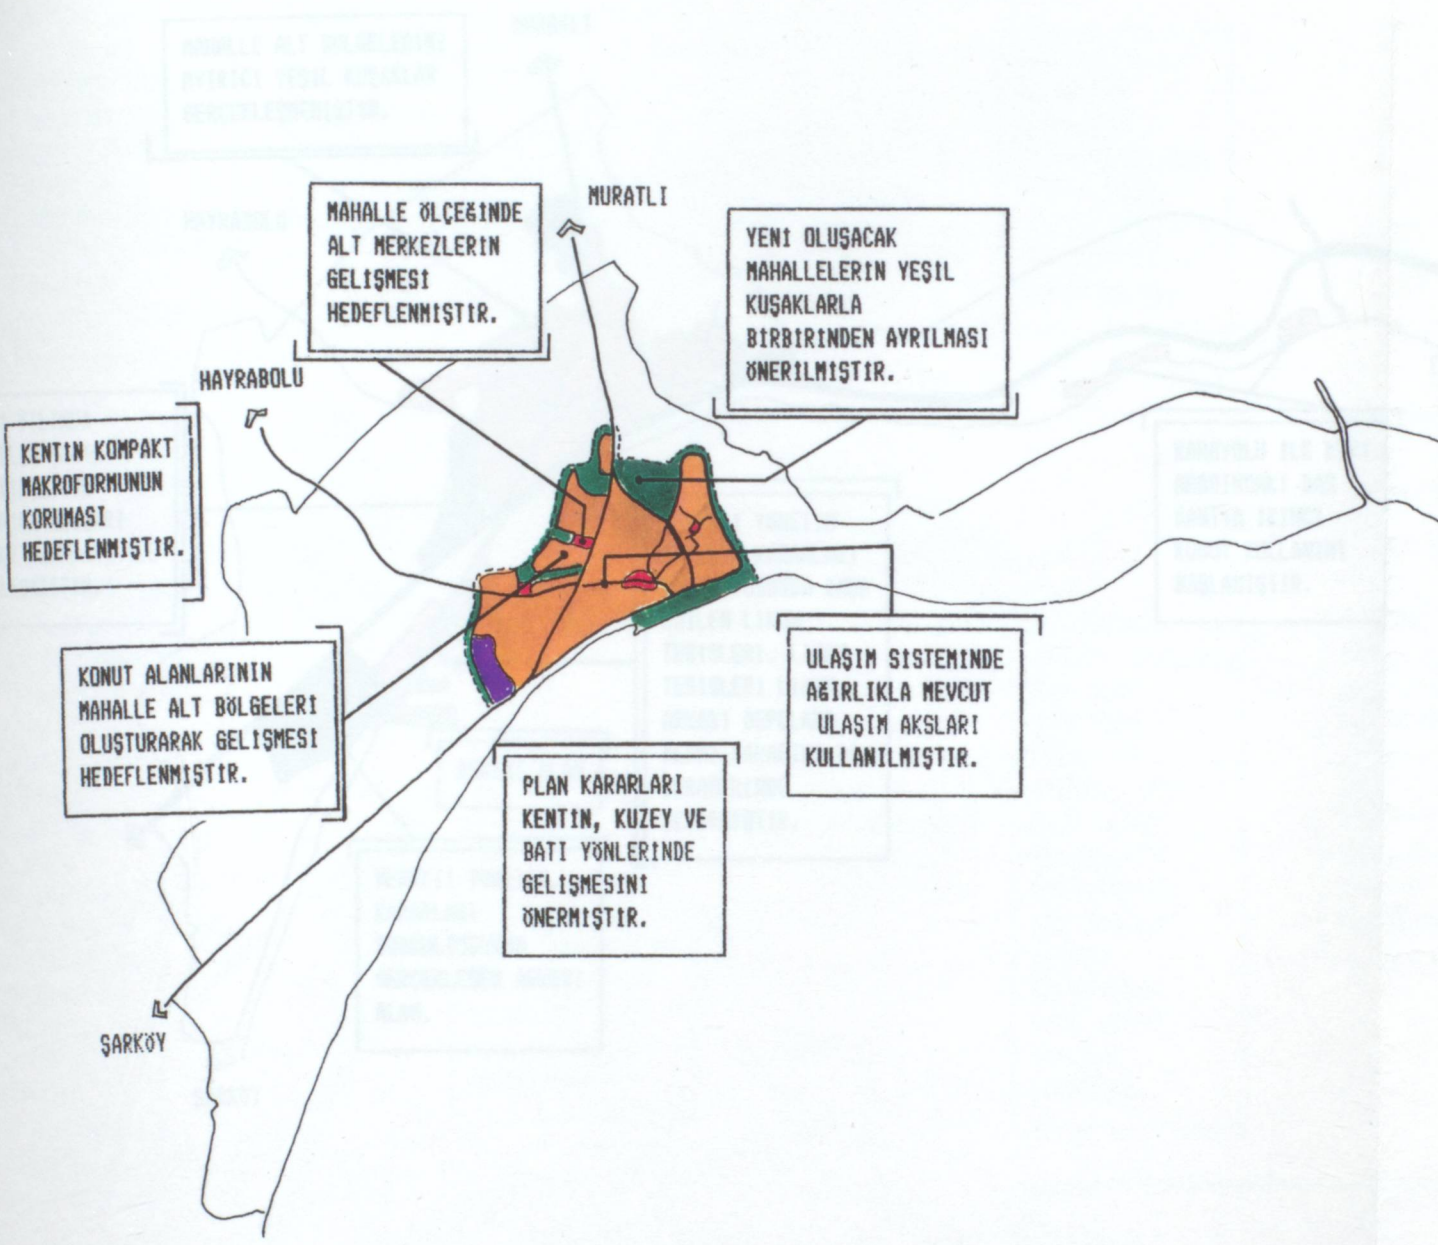 MURATLI
MAHALLE ÖLÇEĞİNDE
ALT MERKEZLERİN
GELİŞMESİ
HEDEFLENMİŞTİR.
YENİ OLUŞACAK
MAHALLELERİN YEŞİL
KUŞAKLARLA
BİRBİRİNDEN AYRILMASI
ÖNERİLMİŞTİR.
HAYRABOLU
KENTİN KOMPAKT
MAKROFORMUNUN
KORUMASI
HEDEFLENMİŞTİR.
KONUT ALANLARININ
MAHALLE ALT BÖLGELERİ
OLUŞTURARAK GELİŞMESİ
HEDEFLENMİŞTİR.
ULAŞIM SİSTEMİNDE
AĞIRLIKLA MEVCUT
ULAŞIM AKSLARI
KULLANILMIŞTIR.
PLAN KARARLARI
KENTİN, KUZEY VE
BATI YÖNLERİNDE
GELİŞMESİNİ
ÖNERMİŞTİR.
ŞARKÖY